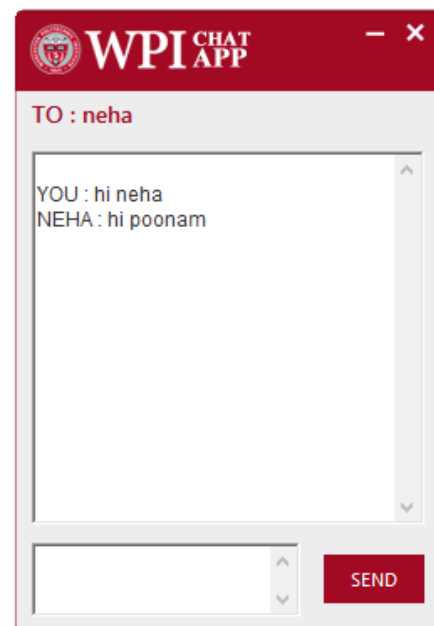 WPI CHAT APP
TO : neha
YOU : hi neha
NEHA : hi poonam
SEND